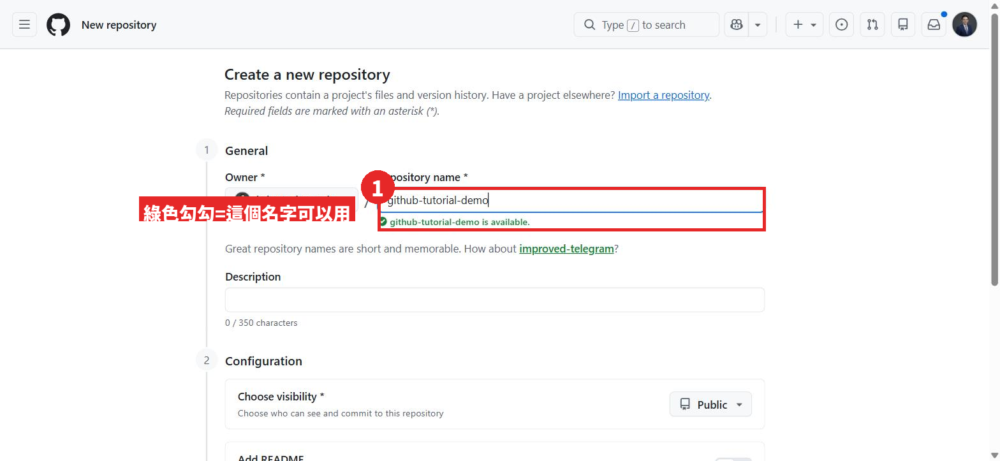 New repository
Type / to search
Create a new repository
Repositories contain a project's files and version history. Have a project elsewhere? Import a repository.
Required fields are marked with an asterisk (*).
1 General
Owner * pository name *
1
綠色勾勾=這個名字可以用
/ github-tutorial-demo
github-tutorial-demo is available.
Great repository names are short and memorable. How about improved-telegram?
Description
0 / 350 characters
2 Configuration
Choose visibility *
Choose who can see and commit to this repository
Public
Add README